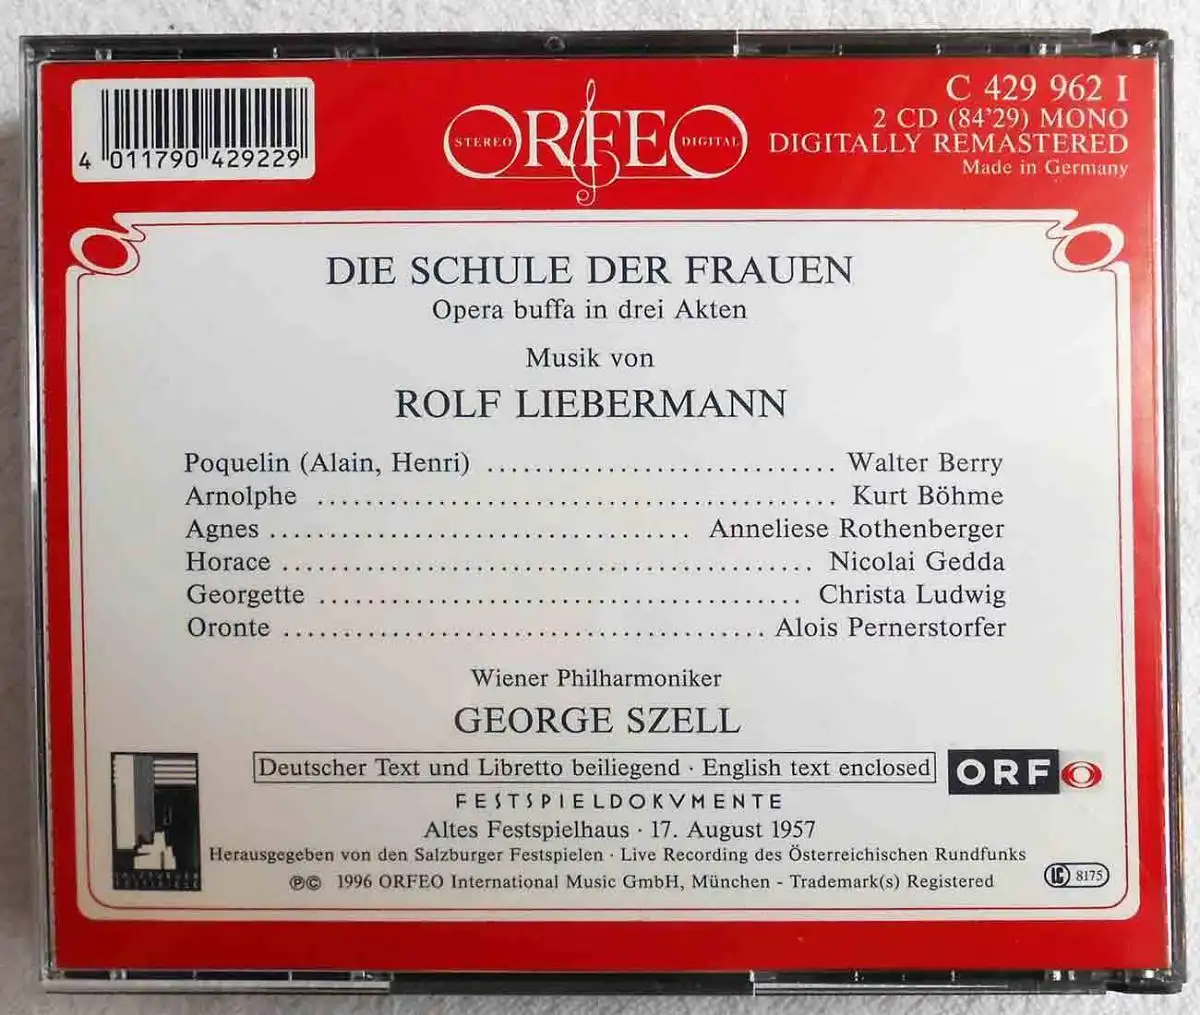 C 429 962 I
2 CD (84'29) MONO
DIGITALLY REMASTERED
Made in Germany
STEREO ORFEO DIGITAL
4 011790 429229
DIE SCHULE DER FRAUEN
Opera buffa in drei Akten
Musik von
ROLF LIEBERMANN
Poquelin (Alain, Henri) ............................ Walter Berry
Arnolphe .................................. Kurt Böhme
Agnes .................................. Anneliese Rothenberger
Horace .......................................... Nicolai Gedda
Georgette ...................................... Christa Ludwig
Oronte ...................................... Alois Pernerstorfer
Wiener Philharmoniker
GEORGE SZELL
Deutscher Text und Libretto beiliegend · English text enclosed
ORF
FESTSPIELDOKVMENTE
Altes Festspielhaus · 17. August 1957
Herausgegeben von den Salzburger Festspielen · Live Recording des Österreichischen Rundfunks
℗© 1996 ORFEO International Music GmbH, München - Trademark(s) Registered
LC 8175
SALZBURGER
FESTSPIELE